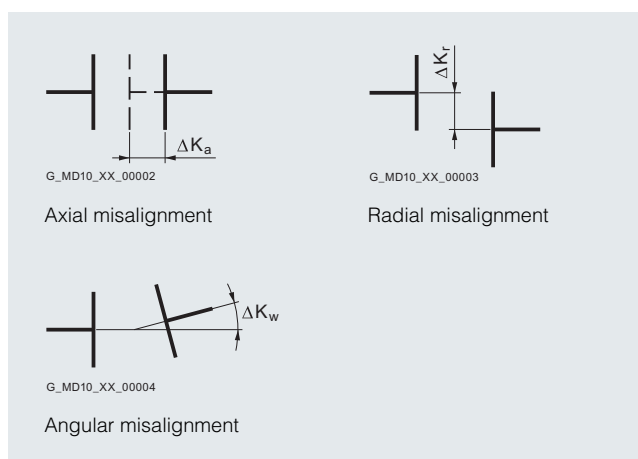 ΔKa
G_MD10_XX_00002
Axial misalignment
ΔKr
G_MD10_XX_00003
Radial misalignment
ΔKw
G_MD10_XX_00004
Angular misalignment